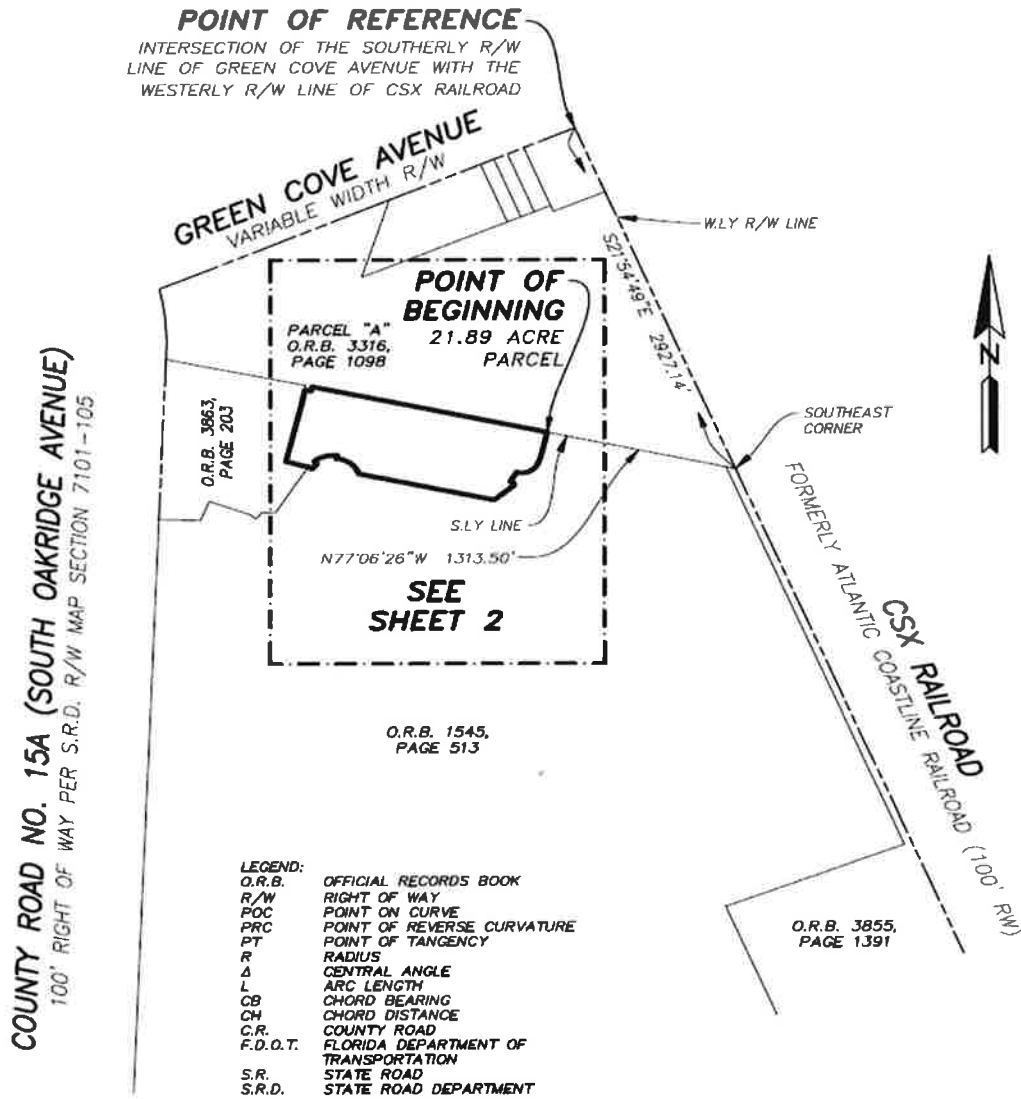 POINT OF REFERENCE
INTERSECTION OF THE SOUTHERLY R/W
LINE OF GREEN COVE AVENUE WITH THE
WESTERLY R/W LINE OF CSX RAILROAD
GREEN COVE AVENUE
VARIABLE WIDTH R/W
W.LY R/W LINE
S21°54'49"E 2927.14'
POINT OF
BEGINNING
21.89 ACRE
PARCEL
PARCEL "A"
O.R.B. 3316,
PAGE 1098
N
O.R.B. 3863,
PAGE 203
SOUTHEAST
CORNER
S.LY LINE
N77°06'26"W 1313.50'
SEE
SHEET 2
COUNTY ROAD NO. 15A (SOUTH OAKRIDGE AVENUE)
100' RIGHT OF WAY PER S.R.D. R/W MAP SECTION 7101-105
CSX RAILROAD
FORMERLY ATLANTIC COASTLINE RAILROAD (100' RW)
O.R.B. 1545,
PAGE 513
O.R.B. 3855,
PAGE 1391
LEGEND:
O.R.B. OFFICIAL RECORDS BOOK
R/W RIGHT OF WAY
POC POINT ON CURVE
PRC POINT OF REVERSE CURVATURE
PT POINT OF TANGENCY
R RADIUS
Δ CENTRAL ANGLE
L ARC LENGTH
CB CHORD BEARING
CH CHORD DISTANCE
C.R. COUNTY ROAD
F.D.O.T. FLORIDA DEPARTMENT OF
TRANSPORTATION
S.R. STATE ROAD
S.R.D. STATE ROAD DEPARTMENT